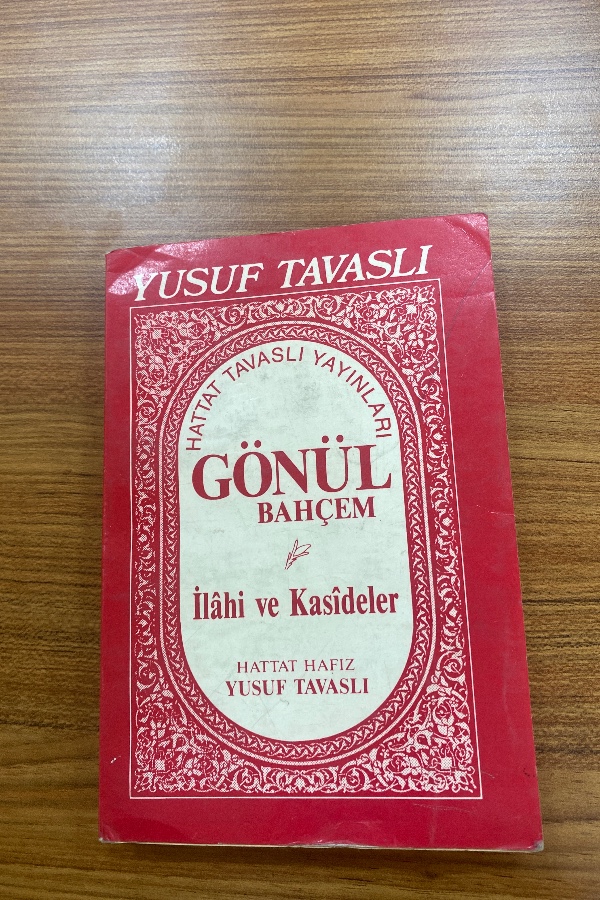 YUSUF TAVASLI
HATTAT TAVASLI YAYINLARI
GÖNÜL
BAHÇEM
İlâhi ve Kasîdeler
HATTAT HAFIZ
YUSUF TAVASLI